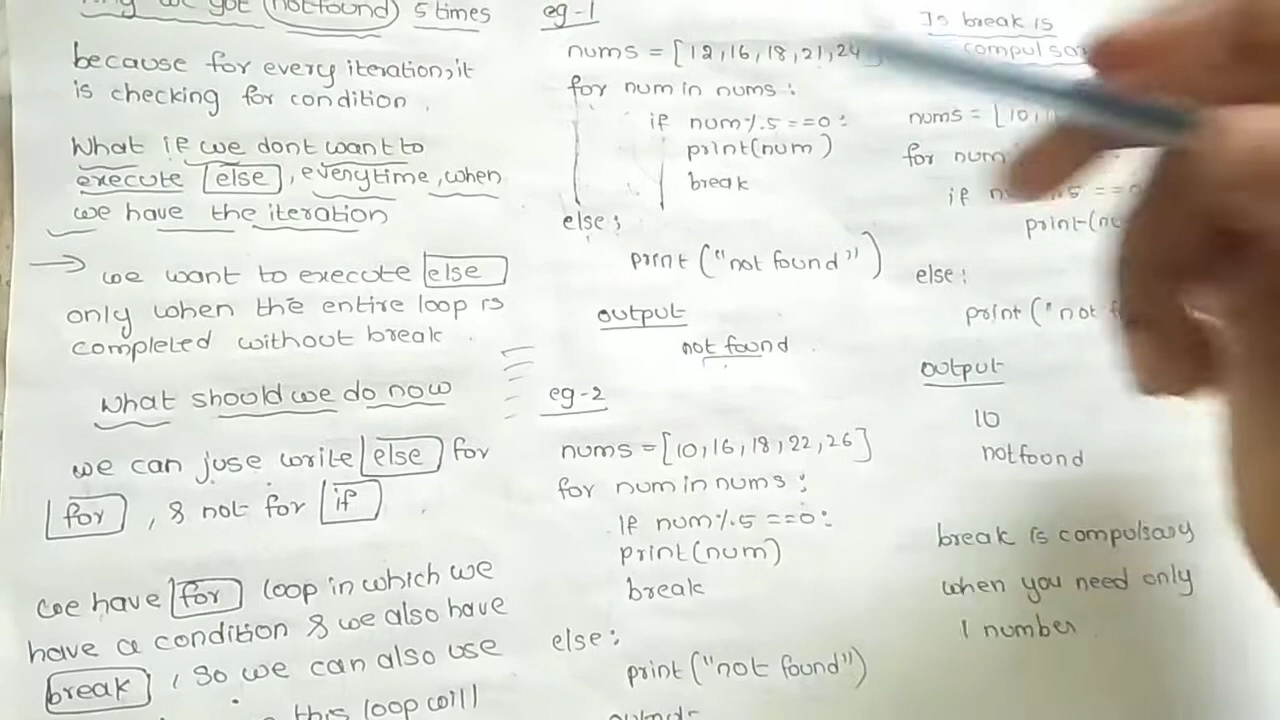 we got (notfound) 5 times
because for every iteration, it
is checking for condition.
What if we dont want to
execute else, everytime, when
we have the iteration
→ we want to execute else
only when the entire loop is
completed without break.
What should we do now
we can juse write else for
for, & not for if
we have for loop in which we
have a condition & we also have
break, so we can also use
this loop will
eg-1
nums = [12,16,18,21,24]
for num in nums:
if num%5==0:
print(num)
break
else:
print("not found")
output
not found
eg-2
nums = [10,16,18,22,26]
for num in nums:
If num%5==0:
print(num)
break
else:
print("not found")
Is break is
nums = [10,
for num
if
print(
else:
print("not
output
10
notfound
break is compulsary
when you need only
1 number